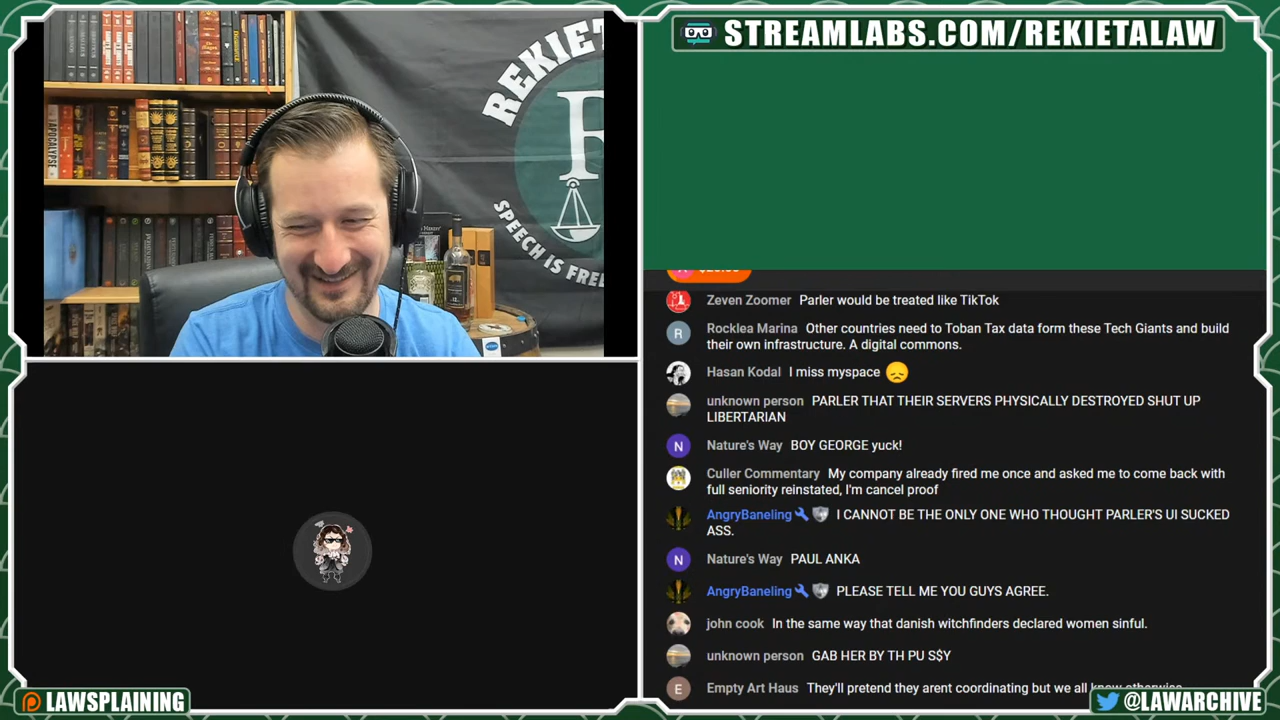 STREAMLABS.COM/REKIETALAW
REKIET
R
SPEECH IS FREE
APOCALYPSE
Zeven Zoomer Parler would be treated like TikTok
R
Rocklea Marina Other countries need to Toban Tax data form these Tech Giants and build
their own infrastructure. A digital commons.
Hasan Kodal I miss myspace 😞
unknown person PARLER THAT THEIR SERVERS PHYSICALLY DESTROYED SHUT UP
LIBERTARIAN
N
Nature's Way BOY GEORGE yuck!
Culler Commentary My company already fired me once and asked me to come back with
full seniority reinstated, I'm cancel proof
AngryBaneling I CANNOT BE THE ONLY ONE WHO THOUGHT PARLER'S UI SUCKED
ASS.
N
Nature's Way PAUL ANKA
AngryBaneling PLEASE TELL ME YOU GUYS AGREE.
john cook In the same way that danish witchfinders declared women sinful.
unknown person GAB HER BY TH PU S$Y
E
Empty Art Haus They'll pretend they arent coordinating but we all know otherwise
LAWSPLAINING
@LAWARCHIVE